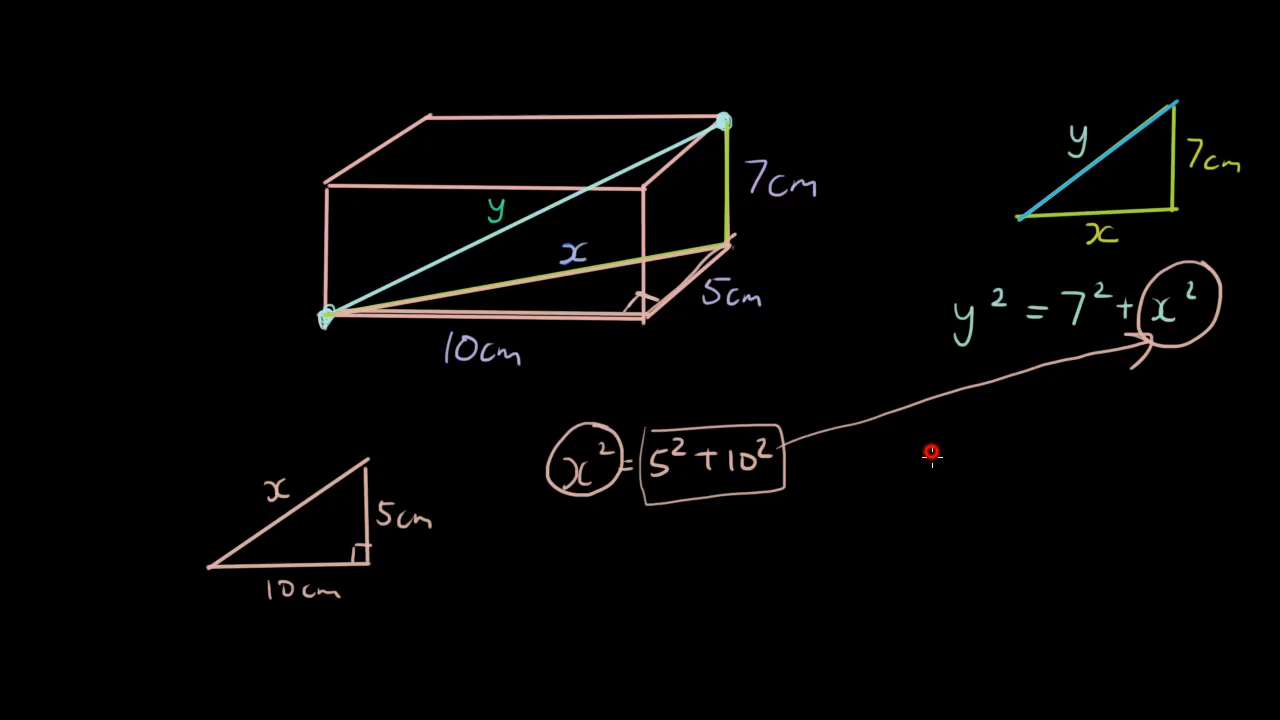 y
7cm
y
7cm
x
x
5cm
10cm
y² = 7² + x²
x² = 5² + 10²
x
5cm
10cm